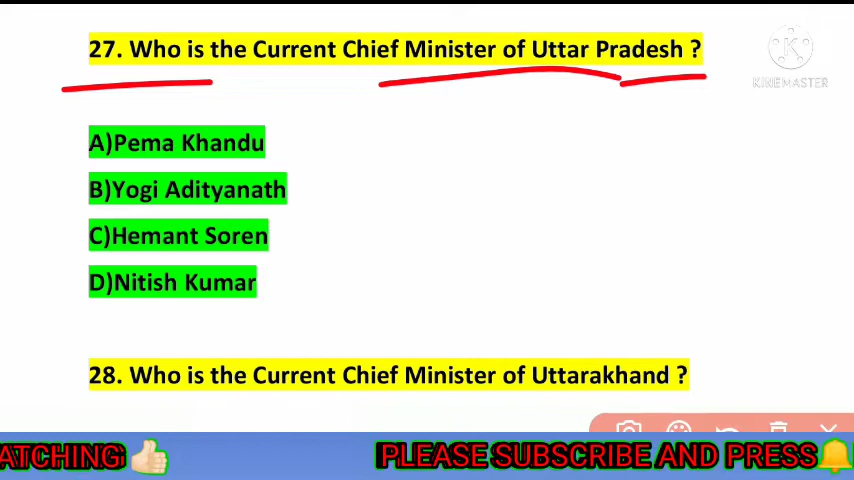 27. Who is the Current Chief Minister of Uttar Pradesh ?
K
KINEMASTER
A)Pema Khandu
B)Yogi Adityanath
C)Hemant Soren
D)Nitish Kumar
28. Who is the Current Chief Minister of Uttarakhand ?
ATCHING PLEASE SUBSCRIBE AND PRESS